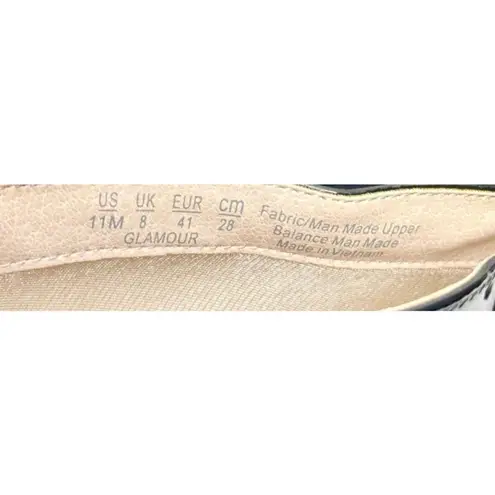 US UK EUR cm
11M 8 41 28
GLAMOUR
Fabric/Man Made Upper
Balance Man Made
Made in Vietnam